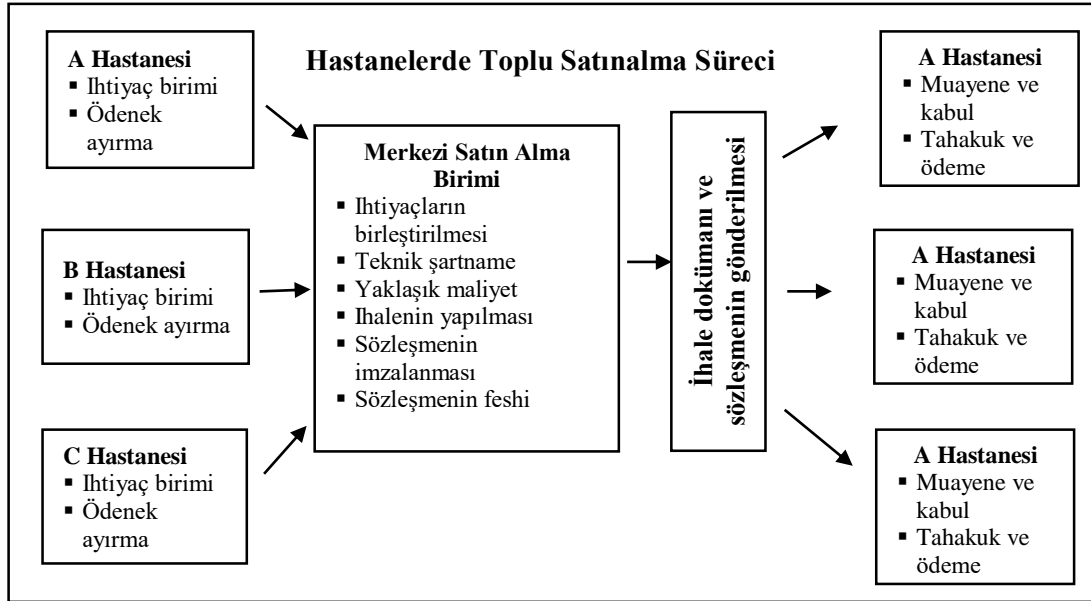 Hastanelerde Toplu Satınalma Süreci
A Hastanesi
▪ Ihtiyaç birimi
▪ Ödenek
ayırma
B Hastanesi
▪ Ihtiyaç birimi
▪ Ödenek ayırma
C Hastanesi
▪ Ihtiyaç birimi
▪ Ödenek
ayırma
Merkezi Satın Alma
Birimi
▪ Ihtiyaçların
birleştirilmesi
▪ Teknik şartname
▪ Yaklaşık maliyet
▪ Ihalenin yapılması
▪ Sözleşmenin
imzalanması
▪ Sözleşmenin feshi
İhale dokümanı ve
sözleşmenin gönderilmesi
A Hastanesi
▪ Muayene ve
kabul
▪ Tahakuk ve
ödeme
A Hastanesi
▪ Muayene ve
kabul
▪ Tahakuk ve
ödeme
A Hastanesi
▪ Muayene ve
kabul
▪ Tahakuk ve
ödeme